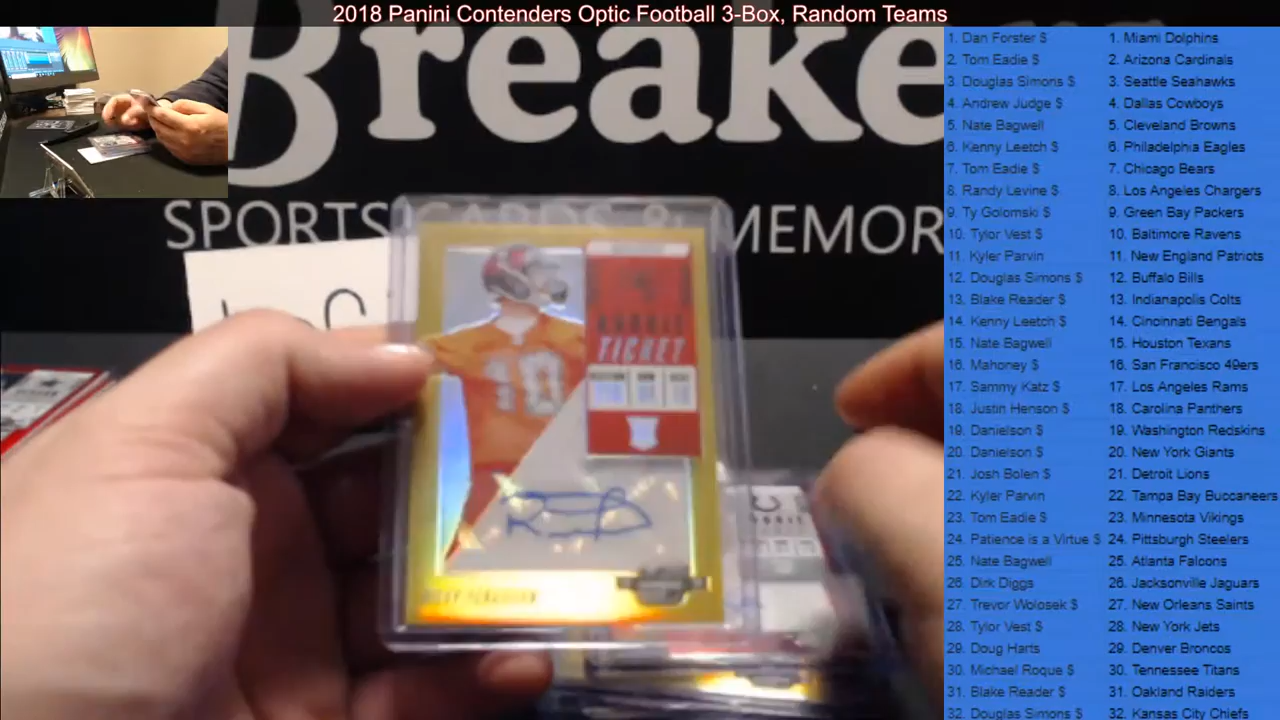 2018 Panini Contenders Optic Football 3-Box, Random Teams
Breake
SPORTS CARDS & MEMOR
ROOKIE
TICKET
10
1. Dan Forster $ 1. Miami Dolphins
2. Tom Eadie $ 2. Arizona Cardinals
3. Douglas Simons $ 3. Seattle Seahawks
4. Andrew Judge $ 4. Dallas Cowboys
5. Nate Bagwell 5. Cleveland Browns
6. Kenny Leetch $ 6. Philadelphia Eagles
7. Tom Eadie $ 7. Chicago Bears
8. Randy Levine $ 8. Los Angeles Chargers
9. Ty Golomski $ 9. Green Bay Packers
10. Tylor Vest $ 10. Baltimore Ravens
11. Kyler Parvin 11. New England Patriots
12. Douglas Simons $ 12. Buffalo Bills
13. Blake Reader $ 13. Indianapolis Colts
14. Kenny Leetch $ 14. Cincinnati Bengals
15. Nate Bagwell 15. Houston Texans
16. Mahoney $ 16. San Francisco 49ers
17. Sammy Katz $ 17. Los Angeles Rams
18. Justin Henson $ 18. Carolina Panthers
19. Danielson $ 19. Washington Redskins
20. Danielson $ 20. New York Giants
21. Josh Bolen $ 21. Detroit Lions
22. Kyler Parvin 22. Tampa Bay Buccaneers
23. Tom Eadie $ 23. Minnesota Vikings
24. Patience is a Virtue $ 24. Pittsburgh Steelers
25. Nate Bagwell 25. Atlanta Falcons
26. Dirk Diggs 26. Jacksonville Jaguars
27. Trevor Wolosek $ 27. New Orleans Saints
28. Tylor Vest $ 28. New York Jets
29. Doug Harts 29. Denver Broncos
30. Michael Roque $ 30. Tennessee Titans
31. Blake Reader $ 31. Oakland Raiders
32. Douglas Simons $ 32. Kansas City Chiefs